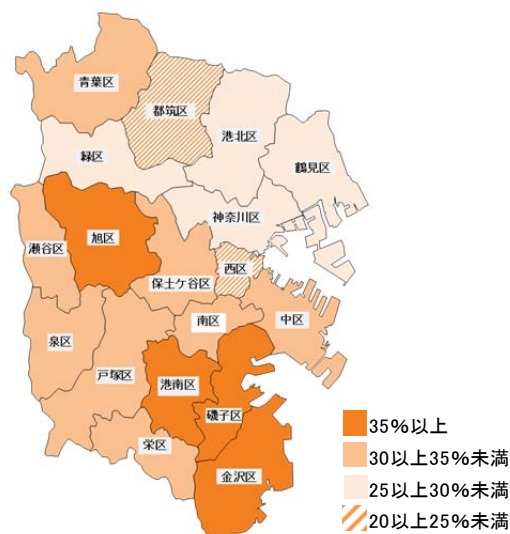 青葉区
都筑区
港北区
緑区
鶴見区
神奈川区
旭区
瀬谷区
西区
保土ケ谷区
南区
中区
泉区
戸塚区
港南区
磯子区
栄区
金沢区
35%以上
30以上35%未満
25以上30%未満
20以上25%未満